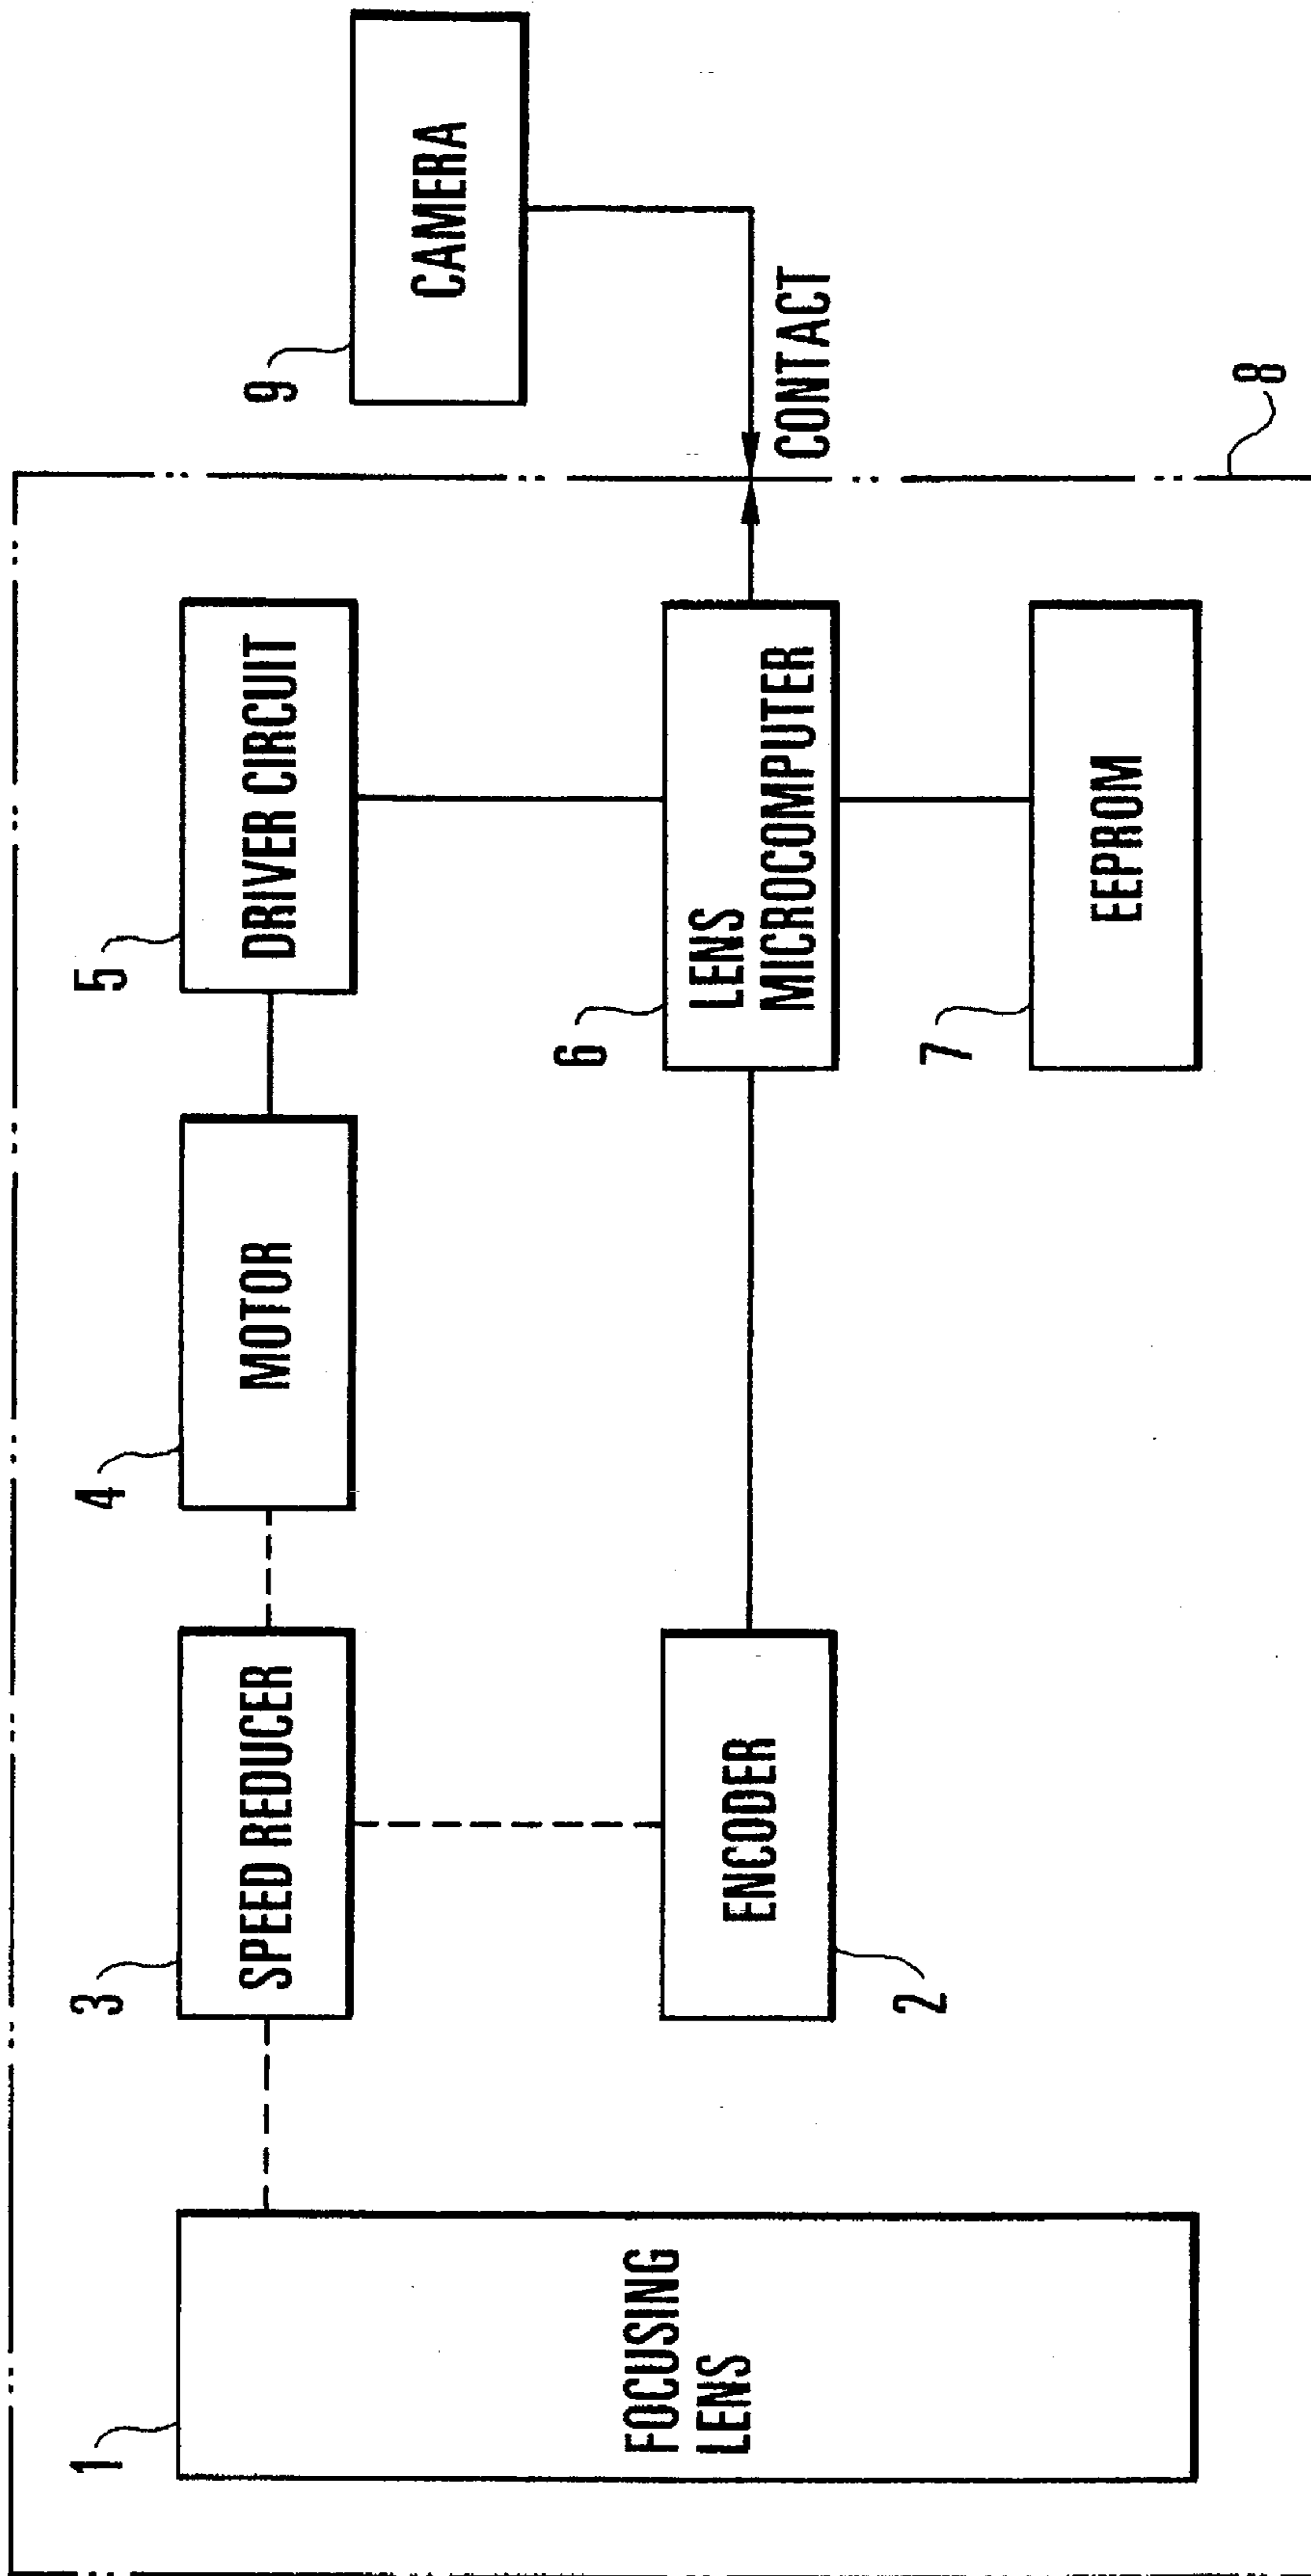 1
FOCUSING
LENS
3
SPEED REDUCER
4
MOTOR
5
DRIVER CIRCUIT
9
CAMERA
2
ENCODER
6
LENS
MICROCOMPUTER
CONTACT
7
EEPROM
8